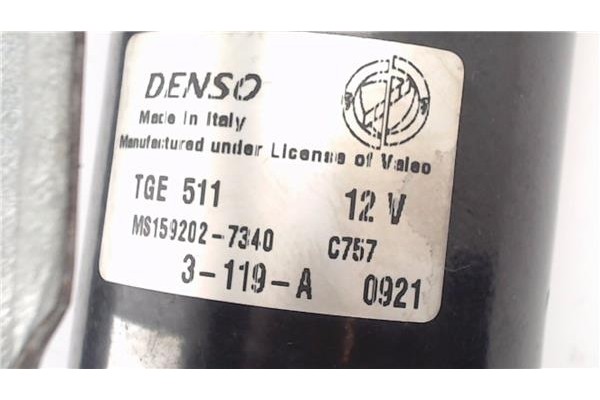 DENSO
Made In Italy
Manufactured under License of Valeo
TGE 511 12 V
MS159202-7340 C757
3-119-A 0921